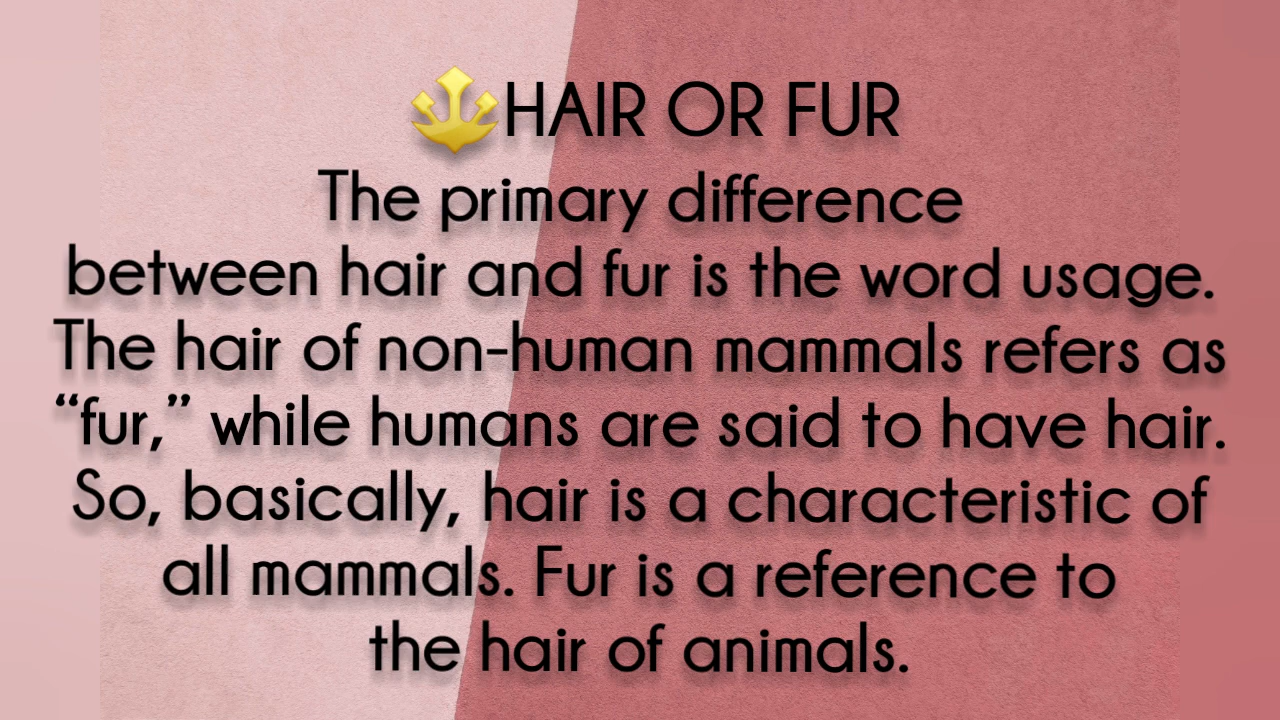 HAIR OR FUR
The primary difference
between hair and fur is the word usage.
The hair of non-human mammals refers as
“fur,” while humans are said to have hair.
So, basically, hair is a characteristic of
all mammals. Fur is a reference to
the hair of animals.